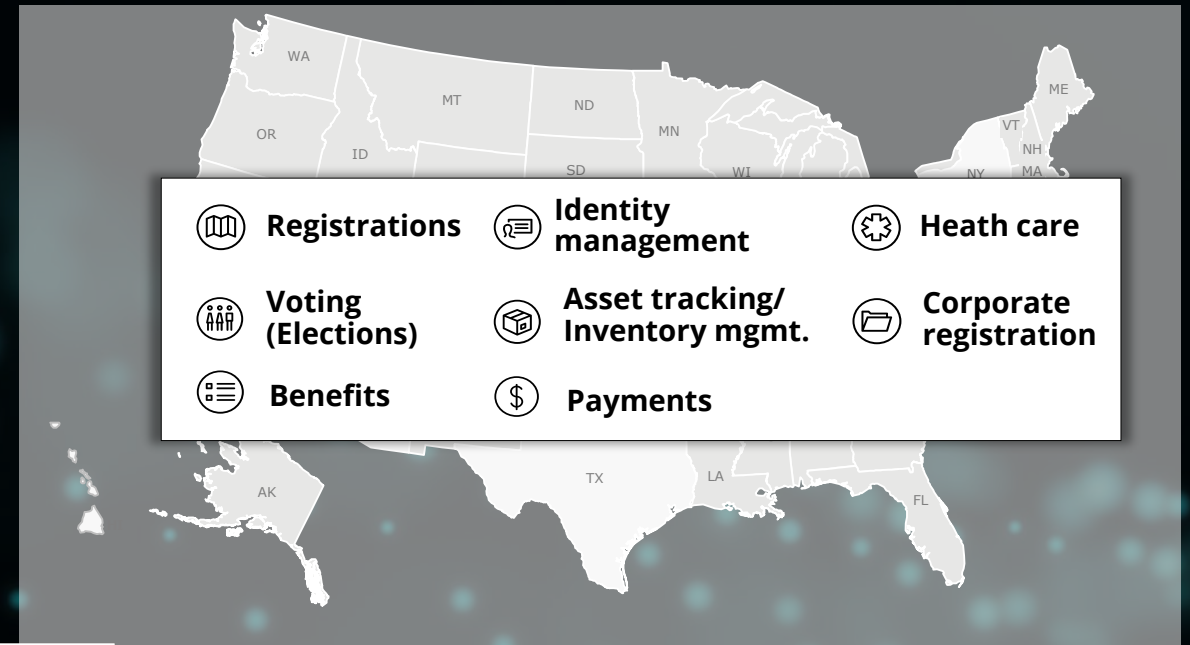 WA
MT
ND
MN
ME
VT
OR
NH
ID
SD
WI
NY
MA
Registrations
Identity
management
Heath care
Voting
(Elections)
Asset tracking/
Inventory mgmt.
Corporate
registration
Benefits
Payments
AK
TX
LA
FL